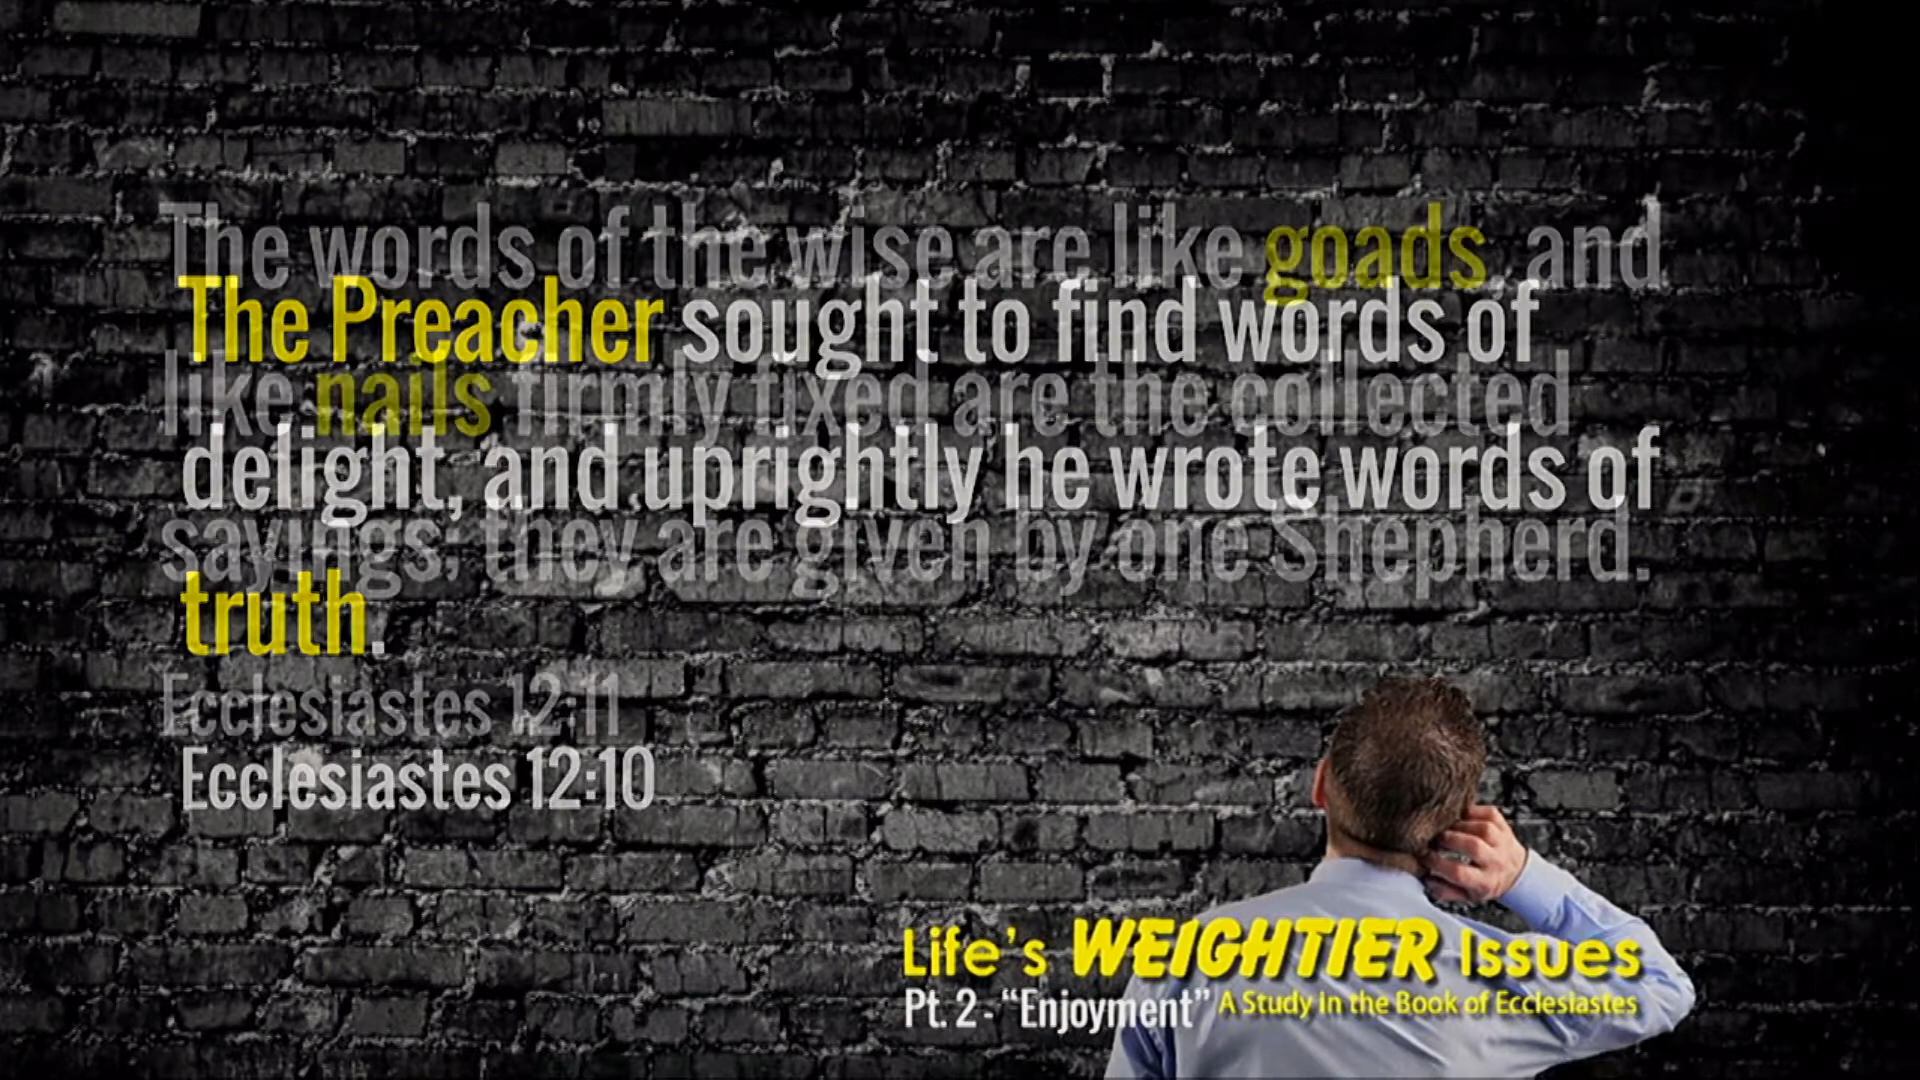 The words of the wise are like goads, and
like nails firmly fixed are the collected
sayings; they are given by one Shepherd.
Ecclesiastes 12:11
The Preacher sought to find words of
delight, and uprightly he wrote words of
truth.
Ecclesiastes 12:10
Life's WEIGHTIER Issues
Pt. 2 - "Enjoyment" A Study in the Book of Ecclesiastes